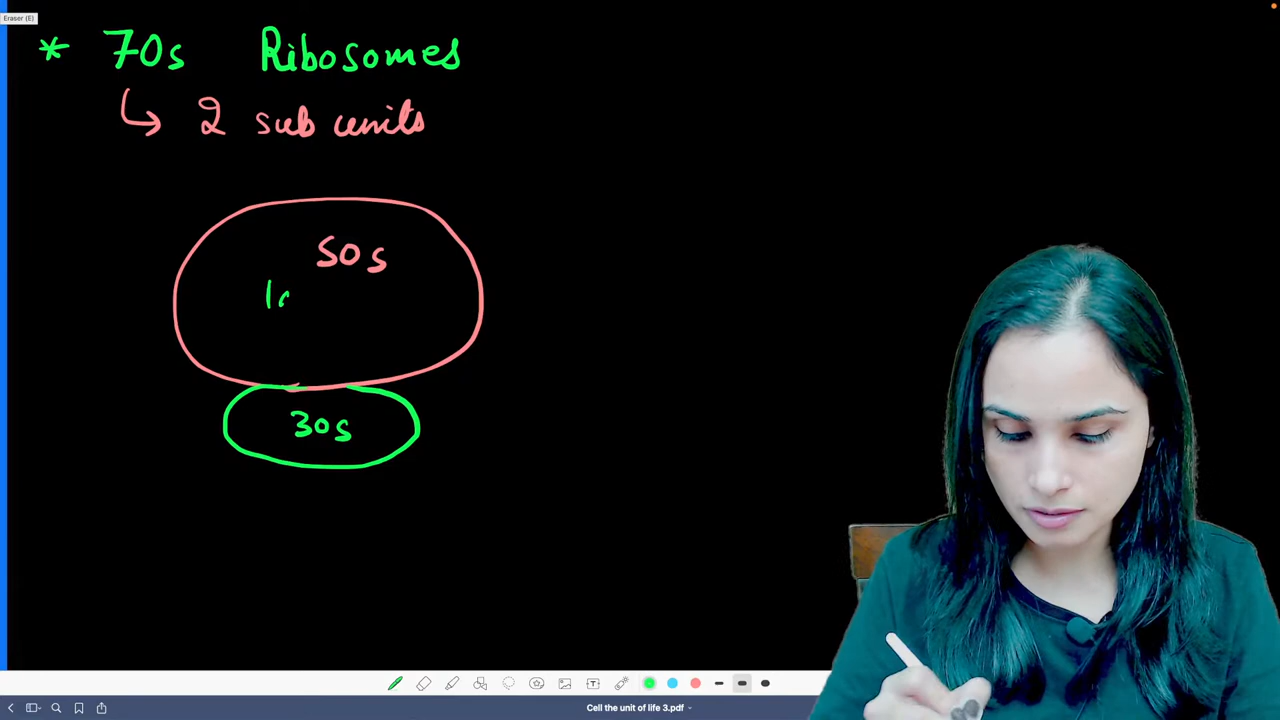 Eraser (E)
* 70s Ribosomes
↳ 2 sub units
50s
30s
Cell the unit of life 3.pdf